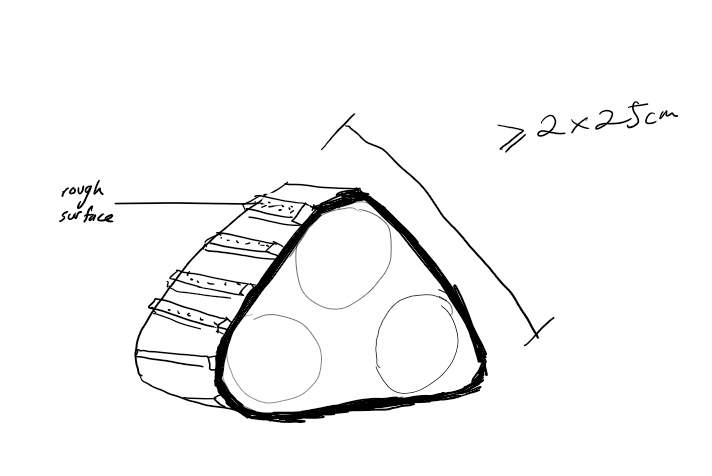 ⩾ 2 × 25cm
rough
surface